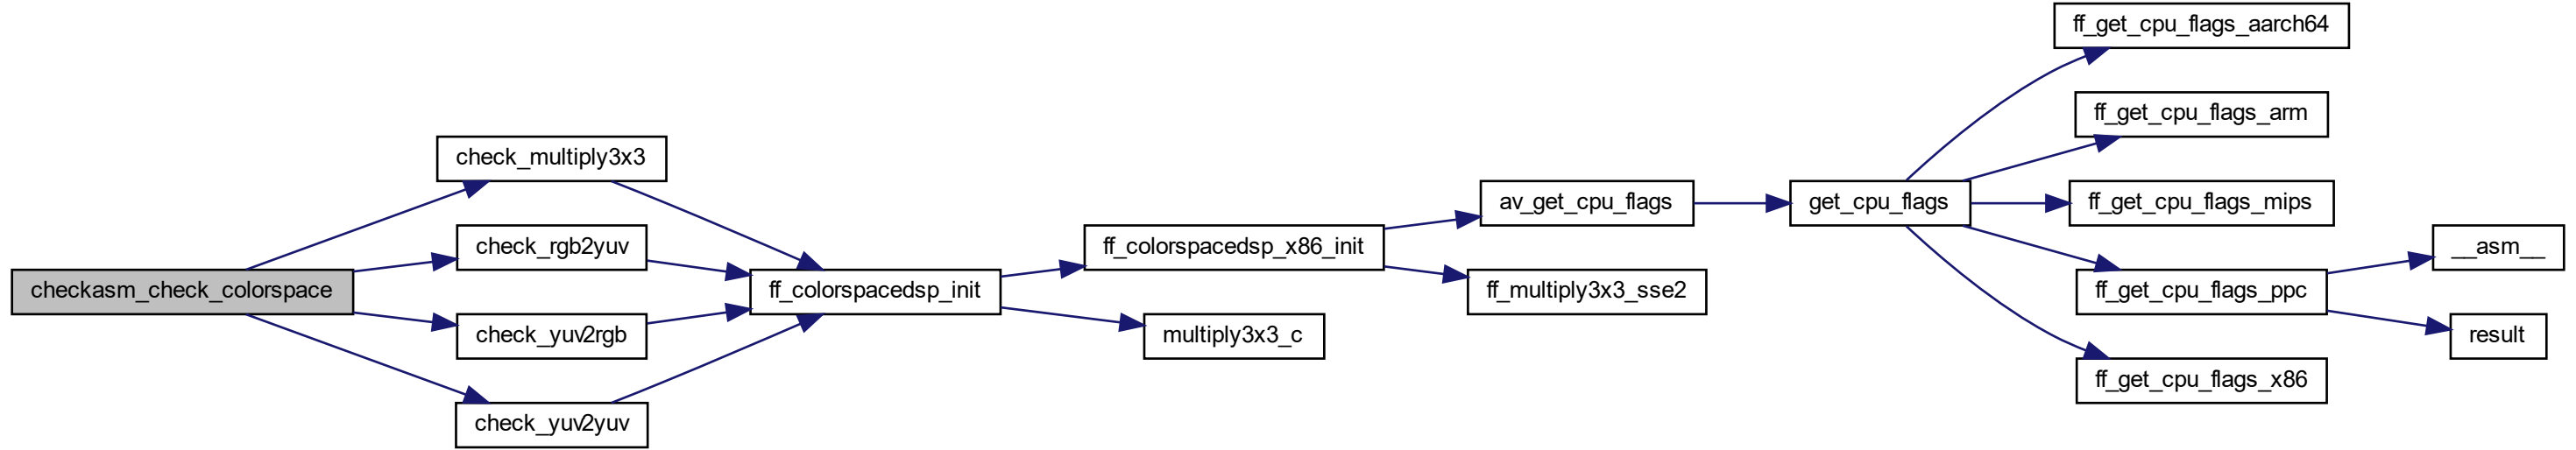 checkasm_check_colorspace
check_multiply3x3
check_rgb2yuv
check_yuv2rgb
check_yuv2yuv
ff_colorspacedsp_init
ff_colorspacedsp_x86_init
multiply3x3_c
av_get_cpu_flags
ff_multiply3x3_sse2
get_cpu_flags
ff_get_cpu_flags_aarch64
ff_get_cpu_flags_arm
ff_get_cpu_flags_mips
ff_get_cpu_flags_ppc
ff_get_cpu_flags_x86
__asm__
result